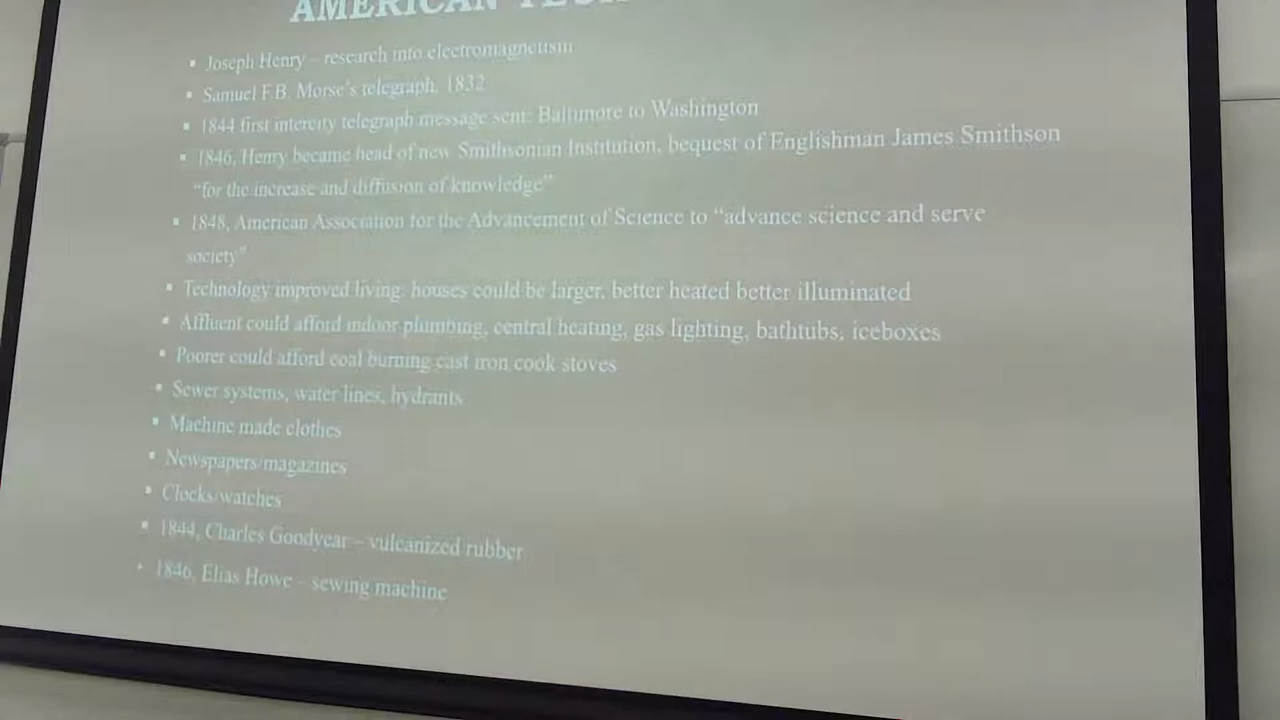 AMERICAN
▪ Joseph Henry – research into electromagnetism
▪ Samuel F.B. Morse's telegraph, 1832
▪ 1844 first intercity telegraph message sent: Baltimore to Washington
▪ 1846, Henry became head of new Smithsonian Institution, bequest of Englishman James Smithson
"for the increase and diffusion of knowledge"
▪ 1848, American Association for the Advancement of Science to "advance science and serve
society"
▪ Technology improved living: houses could be larger, better heated better illuminated
▪ Affluent could afford indoor plumbing, central heating, gas lighting, bathtubs, iceboxes
▪ Poorer could afford coal burning cast iron cook stoves
▪ Sewer systems, water lines, hydrants
▪ Machine made clothes
▪ Newspapers/magazines
▪ Clocks/watches
▪ 1844, Charles Goodyear – vulcanized rubber
▪ 1846, Elias Howe – sewing machine